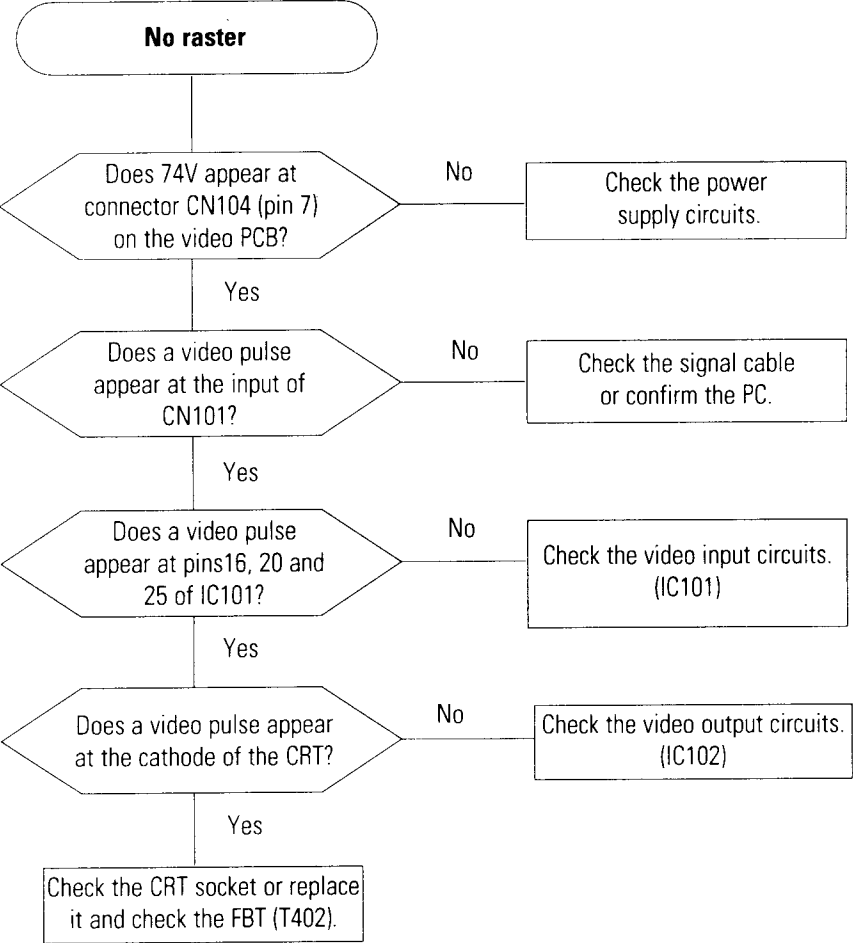 No raster
Does 74V appear at
connector CN104 (pin 7)
on the video PCB?
No
Check the power
supply circuits.
Yes
Does a video pulse
appear at the input of
CN101?
No
Check the signal cable
or confirm the PC.
Yes
Does a video pulse
appear at pins16, 20 and
25 of IC101?
No
Check the video input circuits.
(IC101)
Yes
Does a video pulse appear
at the cathode of the CRT?
No
Check the video output circuits.
(IC102)
Yes
Check the CRT socket or replace
it and check the FBT (T402).